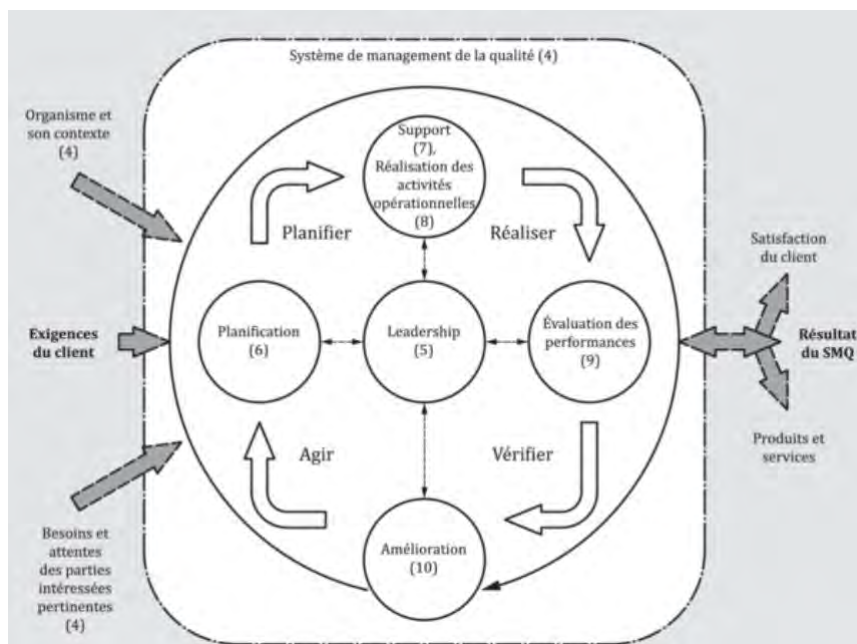 Système de management de la qualité (4)
Organisme et
son contexte
(4)
Support
(7),
Réalisation des
activités
opérationnelles
(8)
Planifier
Réaliser
Satisfaction
du client
Exigences
du client
Planification
(6)
Leadership
(5)
Évaluation des
performances
(9)
Résultat
du SMQ
Agir
Vérifier
Produits et
services
Besoins et
attentes
des parties
intéressées
pertinentes
(4)
Amélioration
(10)